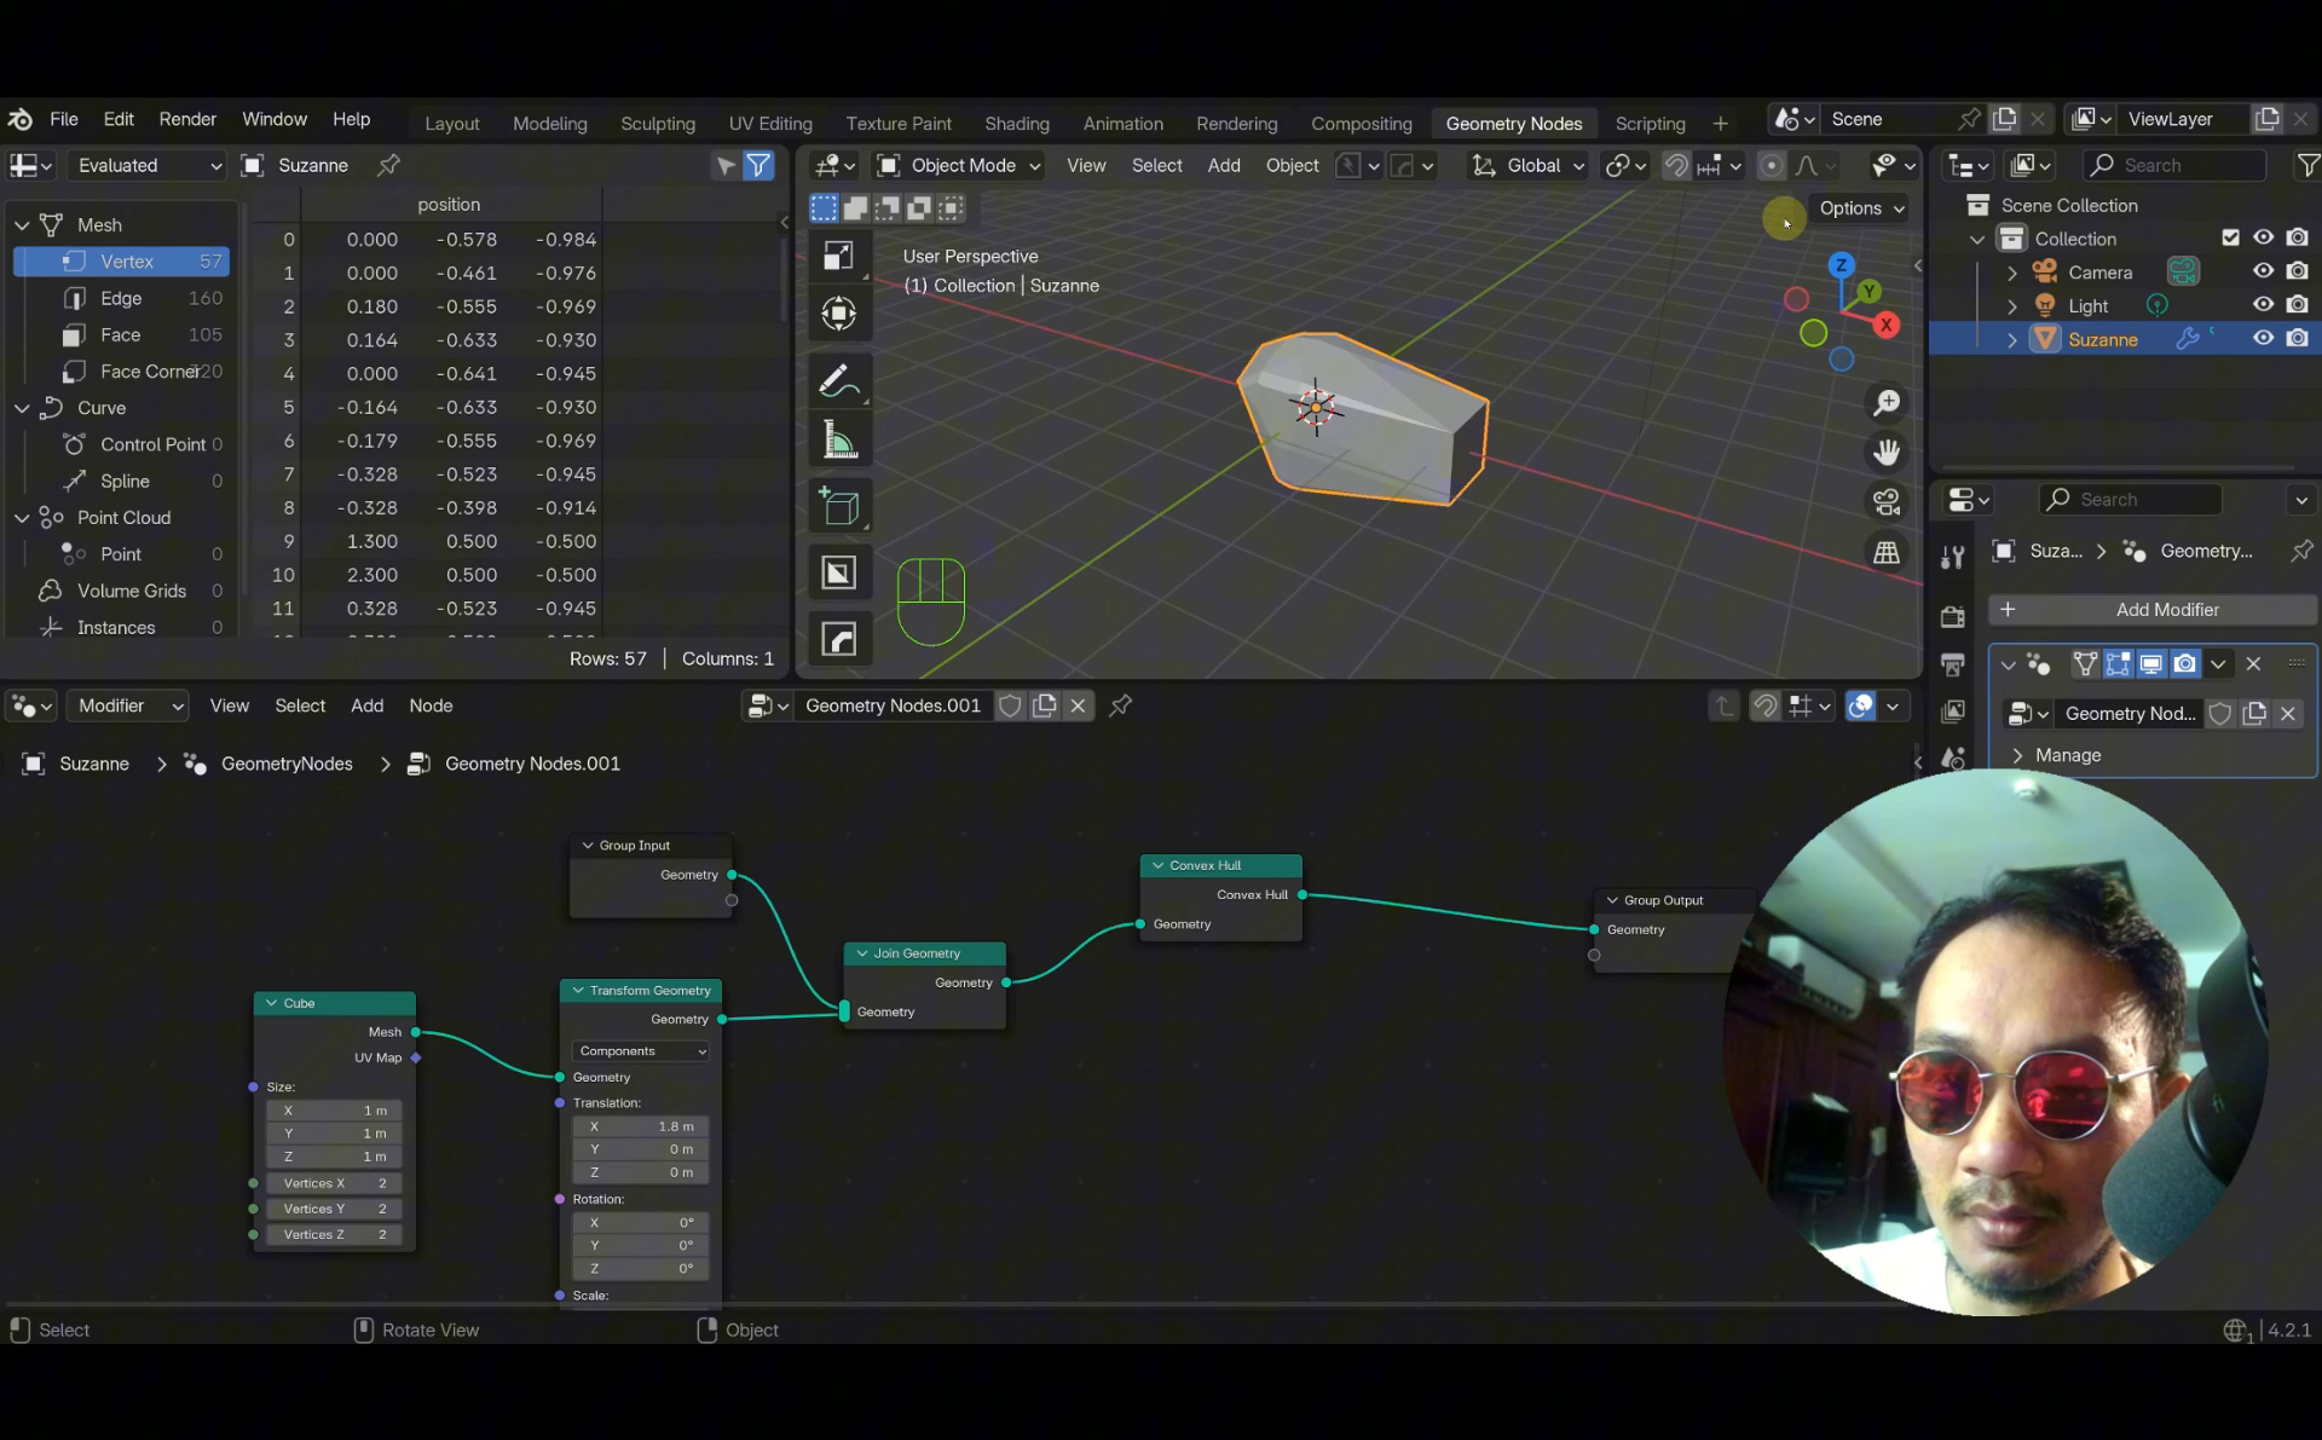 File Edit Render Window Help Layout Modeling Sculpting UV Editing Texture Paint Shading Animation Rendering Compositing Geometry Nodes Scripting + Scene ViewLayer
Evaluated Suzanne
Object Mode View Select Add Object Global
Search
position
Mesh
Vertex 57
Edge 160
Face 105
Curve
Control Point 0
Spline 0
Point Cloud
Point 0
Volume Grids 0
Instances 0
0 0.000 -0.578 -0.984
1 0.000 -0.461 -0.976
2 0.180 -0.555 -0.969
3 0.164 -0.633 -0.930
4 0.000 -0.641 -0.945
5 -0.164 -0.633 -0.930
6 -0.179 -0.555 -0.969
7 -0.328 -0.523 -0.945
8 -0.328 -0.398 -0.914
9 1.300 0.500 -0.500
10 2.300 0.500 -0.500
11 0.328 -0.523 -0.945
Rows: 57 | Columns: 1
Options
User Perspective
(1) Collection | Suzanne
Z
Y
X
Scene Collection
Collection
Camera
Light
Suzanne
Search
Suza... > Geometry...
+ Add Modifier
Geometry Nod...
Manage
Modifier View Select Add Node Geometry Nodes.001
Suzanne > GeometryNodes > Geometry Nodes.001
Group Input
Geometry
Cube
Mesh
UV Map
Size:
X 1 m
Y 1 m
Z 1 m
Vertices X 2
Vertices Y 2
Vertices Z 2
Transform Geometry
Geometry
Components
Geometry
Translation:
X 1.8 m
Y 0 m
Z 0 m
Rotation:
X 0°
Y 0°
Z 0°
Scale:
Join Geometry
Geometry
Geometry
Convex Hull
Convex Hull
Geometry
Group Output
Geometry
Select Rotate View Object 1 | 4.2.1